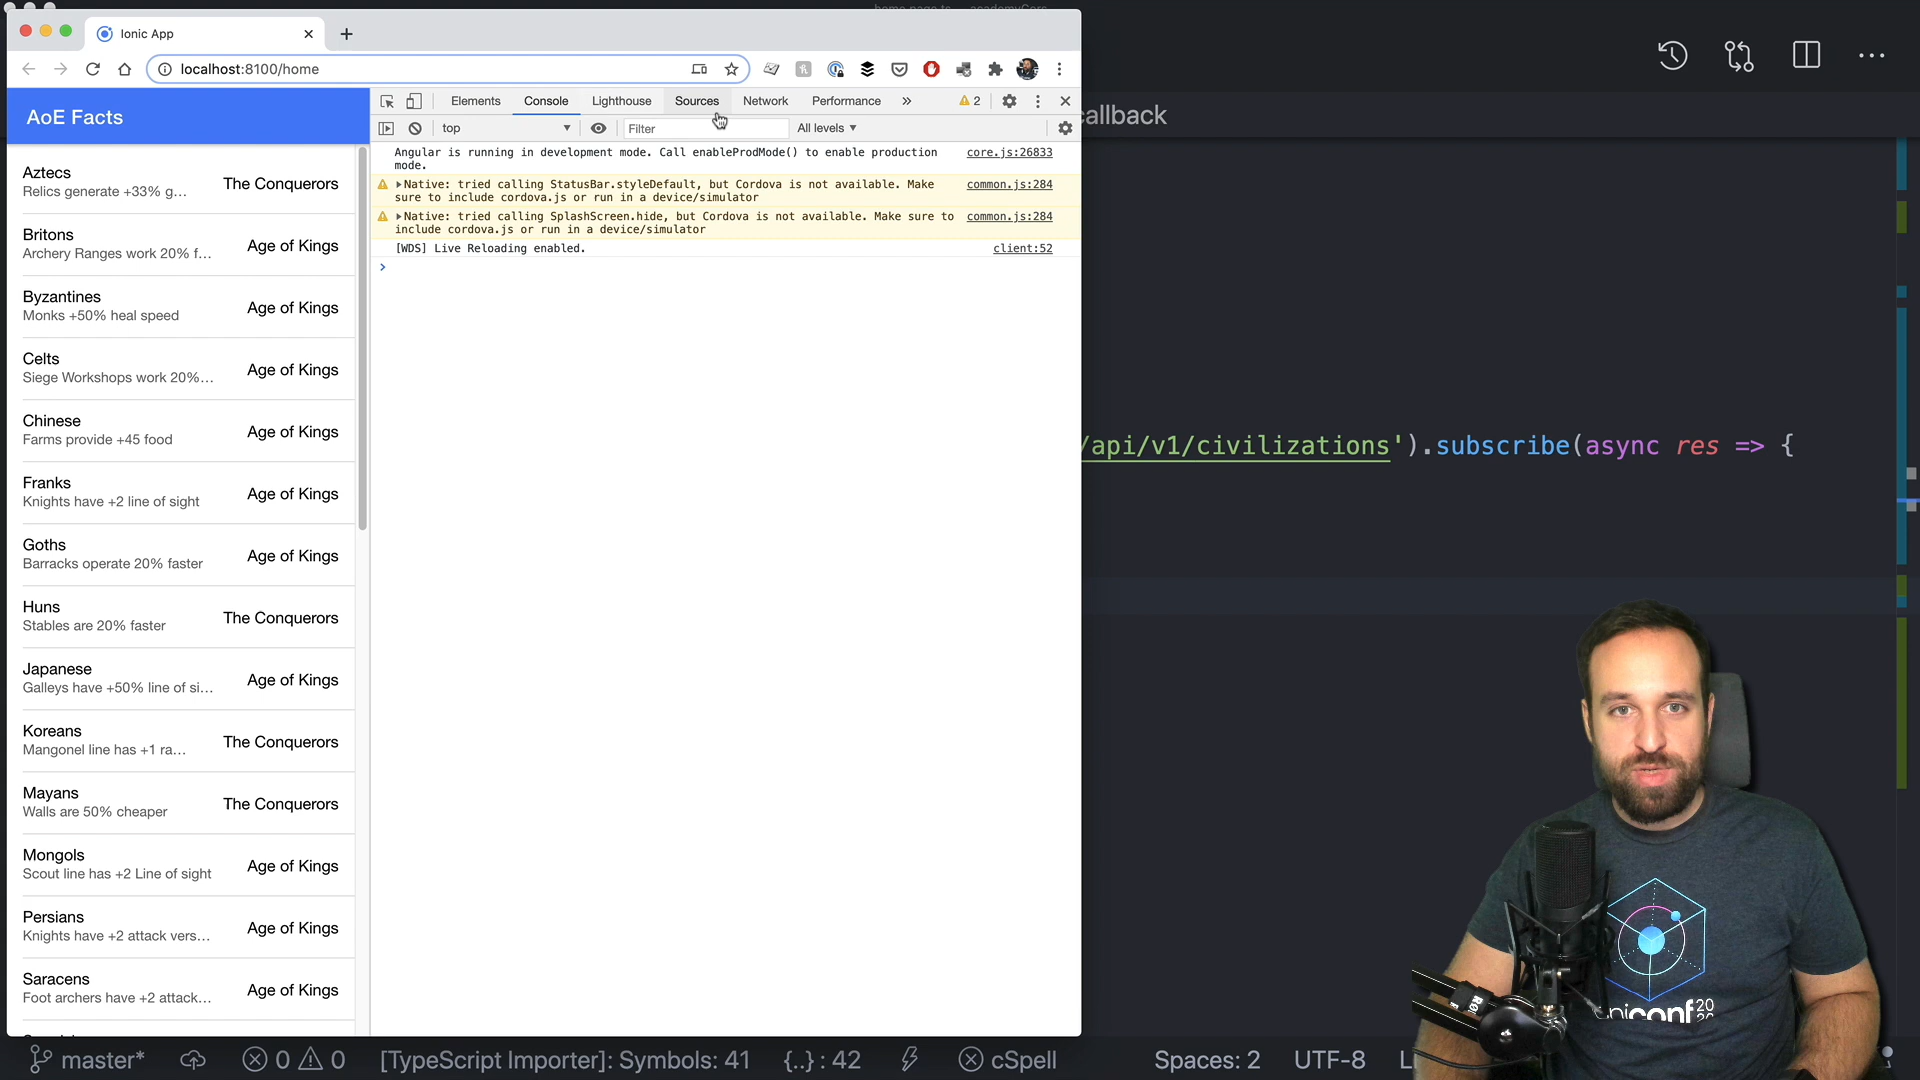 Ionic App
localhost:8100/home
AoE Facts
Aztecs
Relics generate +33% g...
The Conquerors
Britons
Archery Ranges work 20% f...
Age of Kings
Byzantines
Monks +50% heal speed
Age of Kings
Celts
Siege Workshops work 20%...
Age of Kings
Chinese
Farms provide +45 food
Age of Kings
Franks
Knights have +2 line of sight
Age of Kings
Goths
Barracks operate 20% faster
Age of Kings
Huns
Stables are 20% faster
The Conquerors
Japanese
Galleys have +50% line of si...
Age of Kings
Koreans
Mangonel line has +1 ra...
The Conquerors
Mayans
Walls are 50% cheaper
The Conquerors
Mongols
Scout line has +2 Line of sight
Age of Kings
Persians
Knights have +2 attack vers...
Age of Kings
Saracens
Foot archers have +2 attack...
Age of Kings
Elements Console Lighthouse Sources Network Performance » 2
top Filter All levels
Angular is running in development mode. Call enableProdMode() to enable production core.js:26833
mode.
Native: tried calling StatusBar.styleDefault, but Cordova is not available. Make common.js:284
sure to include cordova.js or run in a device/simulator
Native: tried calling SplashScreen.hide, but Cordova is not available. Make sure to common.js:284
include cordova.js or run in a device/simulator
[WDS] Live Reloading enabled. client:52
allback
/api/v1/civilizations').subscribe(async res => {
niconf 20
master* 0 0 [TypeScript Importer]: Symbols: 41 {..} : 42 cSpell Spaces: 2 UTF-8 L